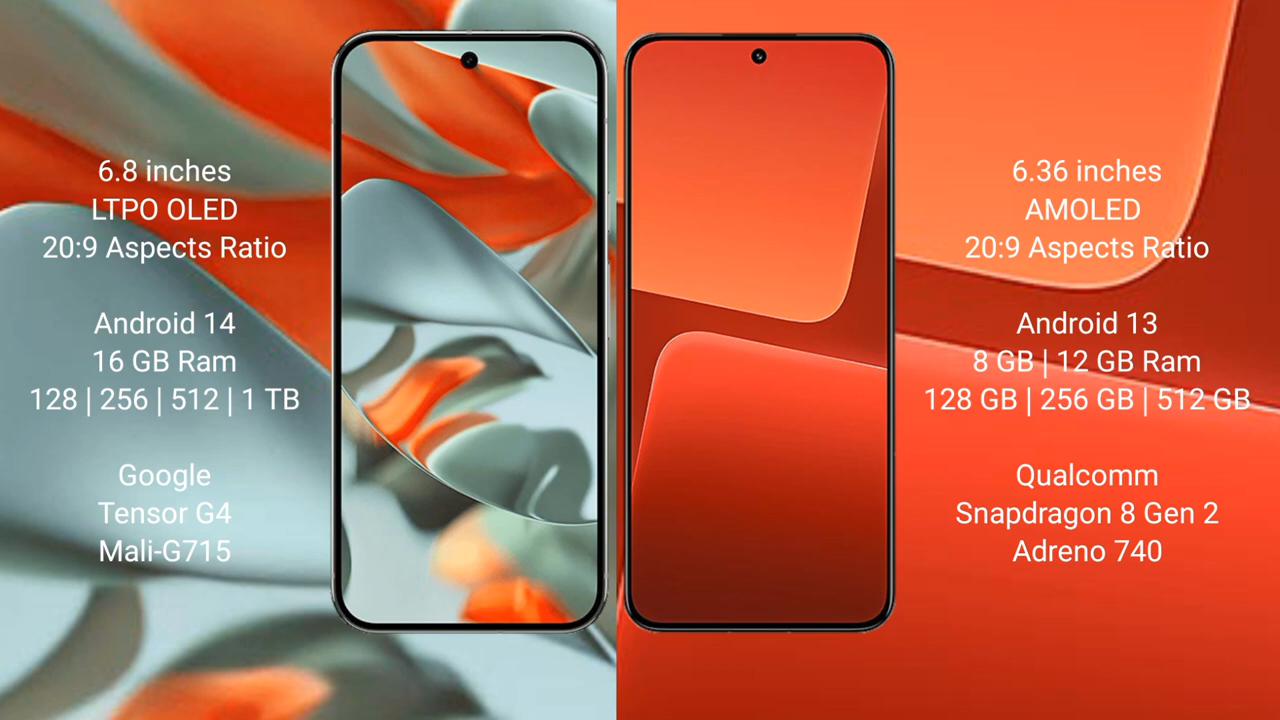 6.8 inches
LTPO OLED
20:9 Aspects Ratio
Android 14
16 GB Ram
128 | 256 | 512 | 1 TB
Google
Tensor G4
Mali-G715
6.36 inches
AMOLED
20:9 Aspects Ratio
Android 13
8 GB | 12 GB Ram
128 GB | 256 GB | 512 GB
Qualcomm
Snapdragon 8 Gen 2
Adreno 740